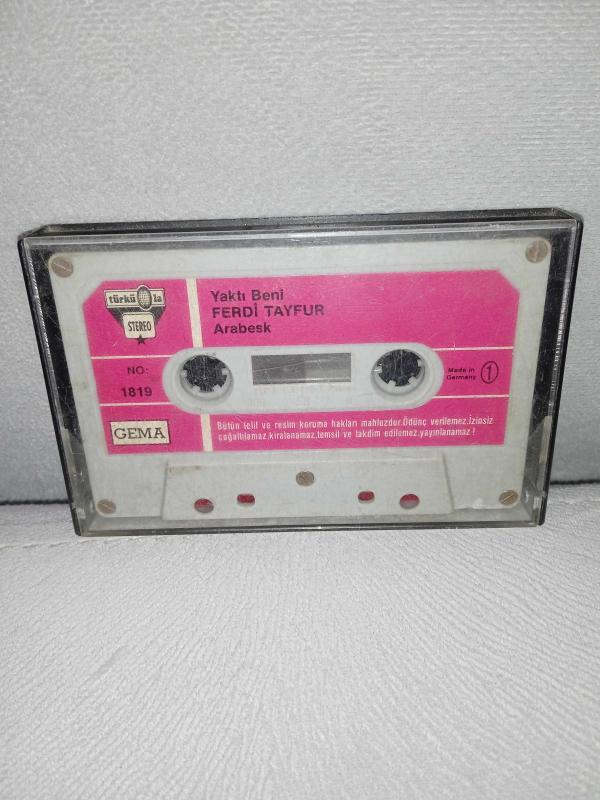 türkü la
STEREO
Yaktı Beni
FERDİ TAYFUR
Arabesk
NO:
1819
Made in
Germany
1
GEMA
Bütün telif ve resim koruma hakları mahfuzdur.Ödünç verilemez.İzinsiz
çoğaltılamaz,kiralanamaz,temsil ve takdim edilemez,yayınlanamaz!